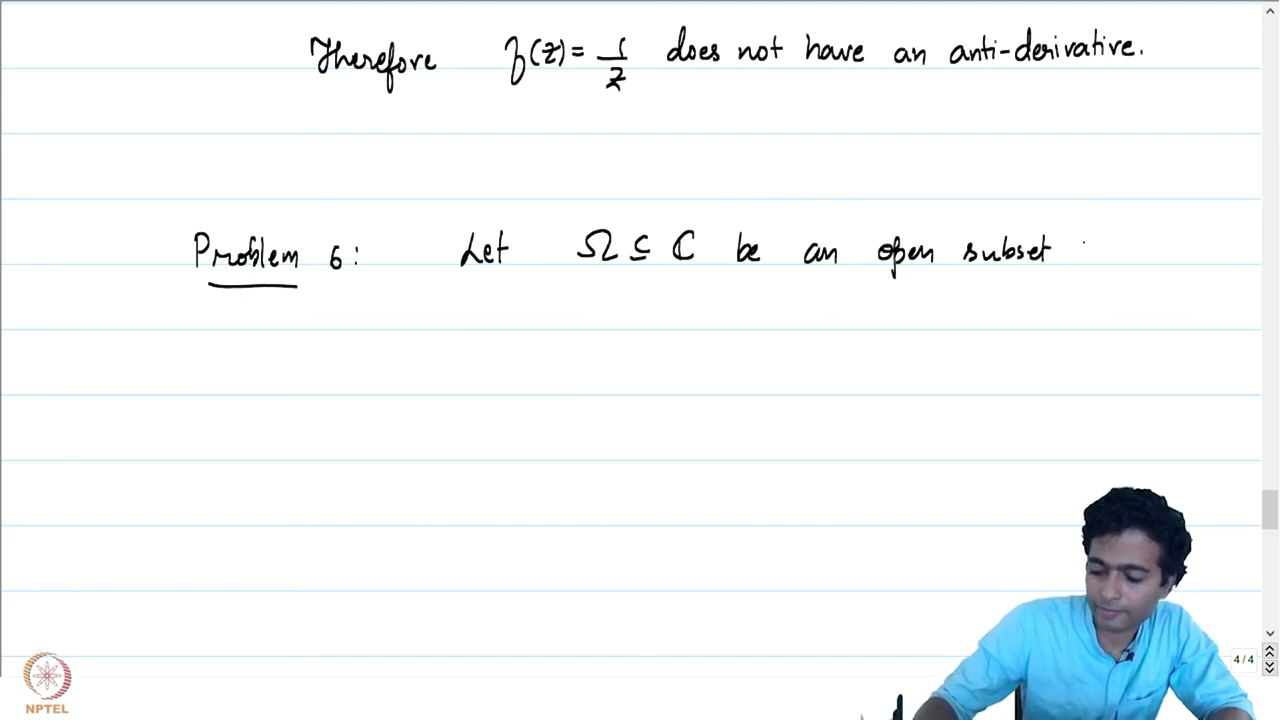 Therefore f(z) = 1/z does not have an anti-derivative.
Problem 6: Let Ω ⊆ ℂ be an open subset
4 / 4
NPTEL